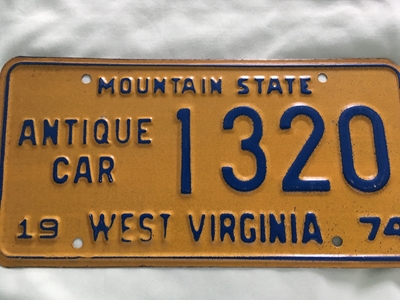 MOUNTAIN STATE
ANTIQUE CAR 1320
19 WEST VIRGINIA 74